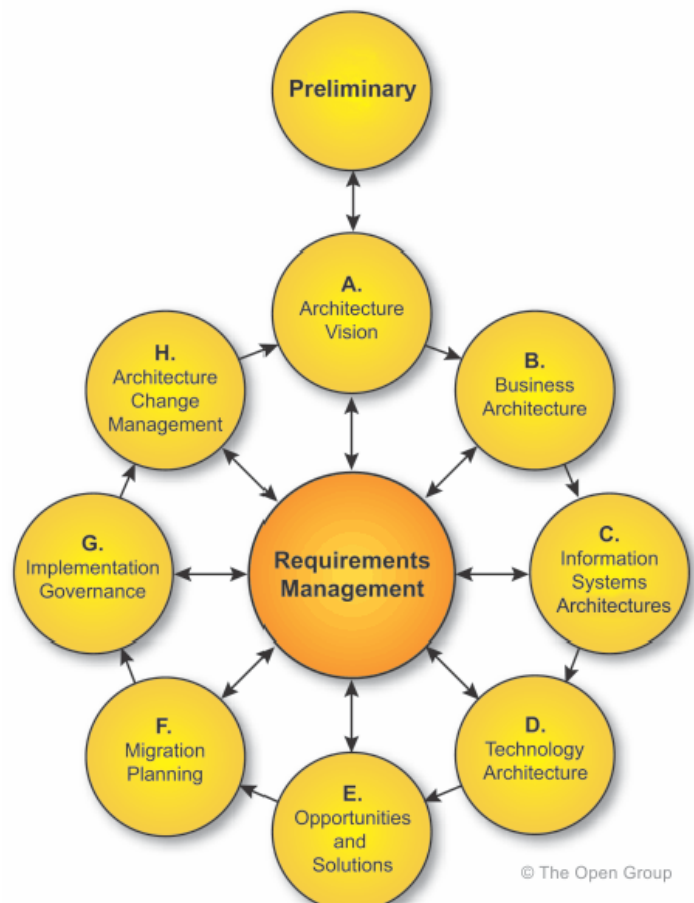 Preliminary
A.
Architecture
Vision
B.
Business
Architecture
C.
Information
Systems
Architectures
D.
Technology
Architecture
E.
Opportunities
and
Solutions
F.
Migration
Planning
G.
Implementation
Governance
H.
Architecture
Change
Management
Requirements
Management
© The Open Group